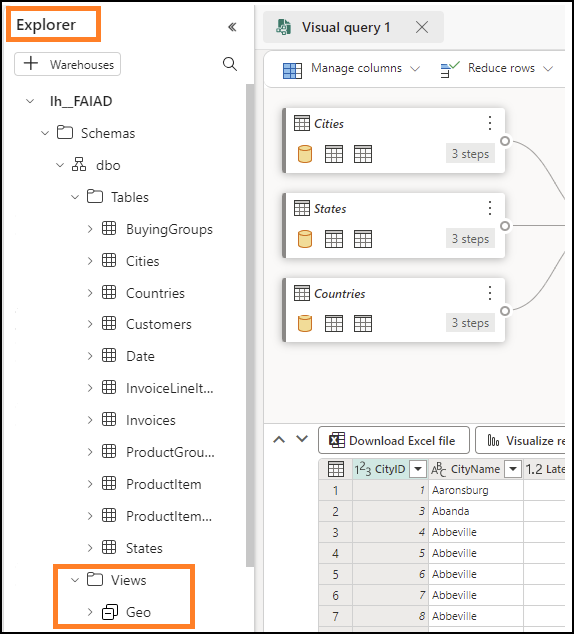 Explorer
Warehouses
lh_FAIAD
Schemas
dbo
Tables
BuyingGroups
Cities
Countries
Customers
Date
InvoiceLineIt...
Invoices
ProductGrou...
ProductItem
ProductItem...
States
Views
Geo
Visual query 1
Manage columns
Reduce rows
Cities
3 steps
States
3 steps
Countries
3 steps
Download Excel file
Visualize re
1²3 CityID ABC CityName 1.2 Late
1 1 Aaronsburg
2 3 Abanda
3 4 Abbeville
4 5 Abbeville
5 6 Abbeville
6 7 Abbeville
7 8 Abbeville